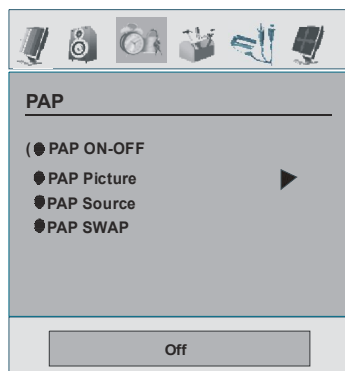 PAP
(● PAP ON-OFF
● PAP Picture
● PAP Source
● PAP SWAP
Off